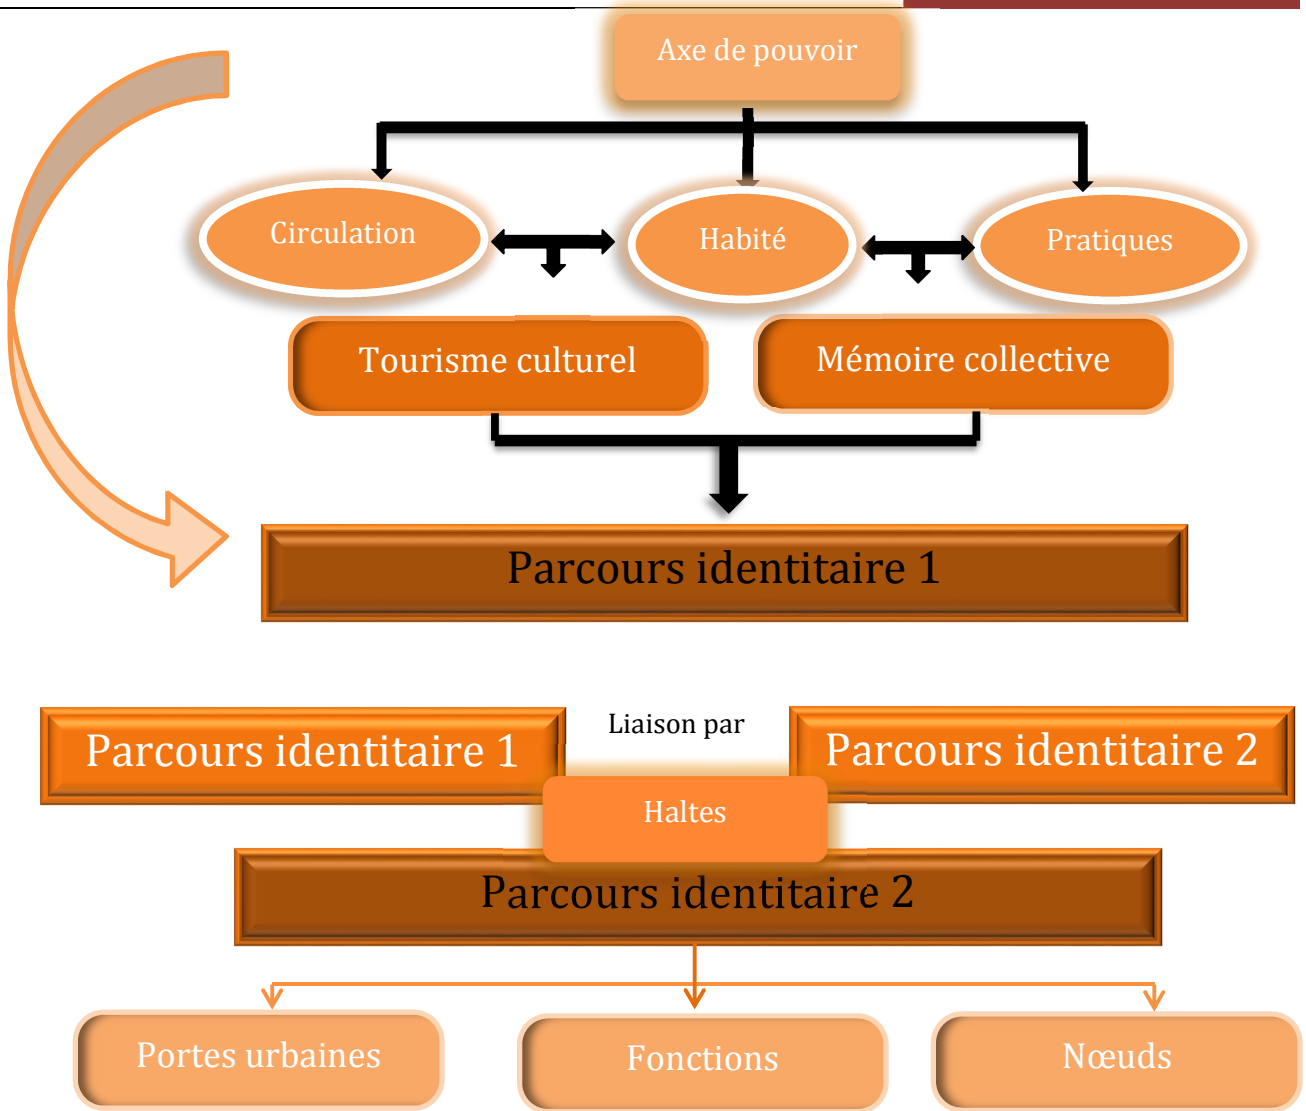 Axe de pouvoir
Circulation
Habité
Pratiques
Tourisme culturel
Mémoire collective
Parcours identitaire 1
Parcours identitaire 1
Liaison par
Parcours identitaire 2
Haltes
Parcours identitaire 2
Portes urbaines
Fonctions
Nœuds